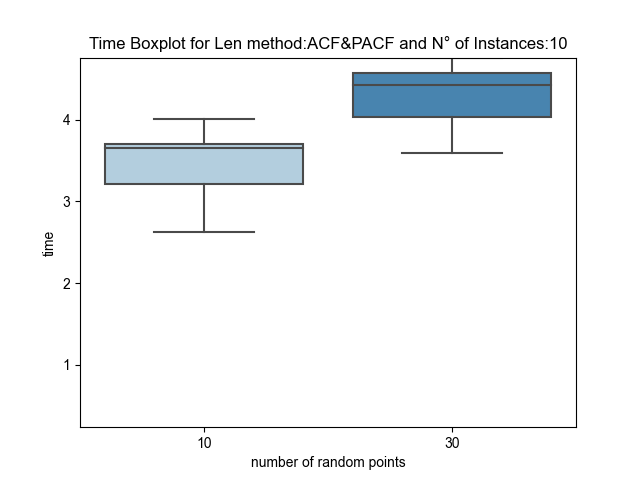 Time Boxplot for Len method:ACF&PACF and N° of Instances:10
4
3
2
1
time
10
30
number of random points